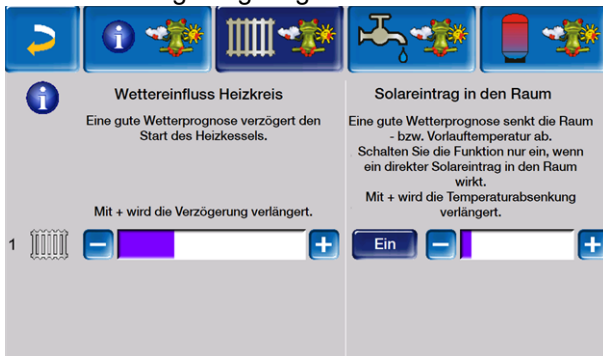 Wettereinfluss Heizkreis
Eine gute Wetterprognose verzögert den
Start des Heizkessels.
Mit + wird die Verzögerung verlängert.
Solareintrag in den Raum
Eine gute Wetterprognose senkt die Raum
- bzw. Vorlauftemperatur ab.
Schalten Sie die Funktion nur ein, wenn
ein direkter Solareintrag in den Raum
wirkt.
Mit + wird die Temperaturabsenkung
verlängert.
1
Ein